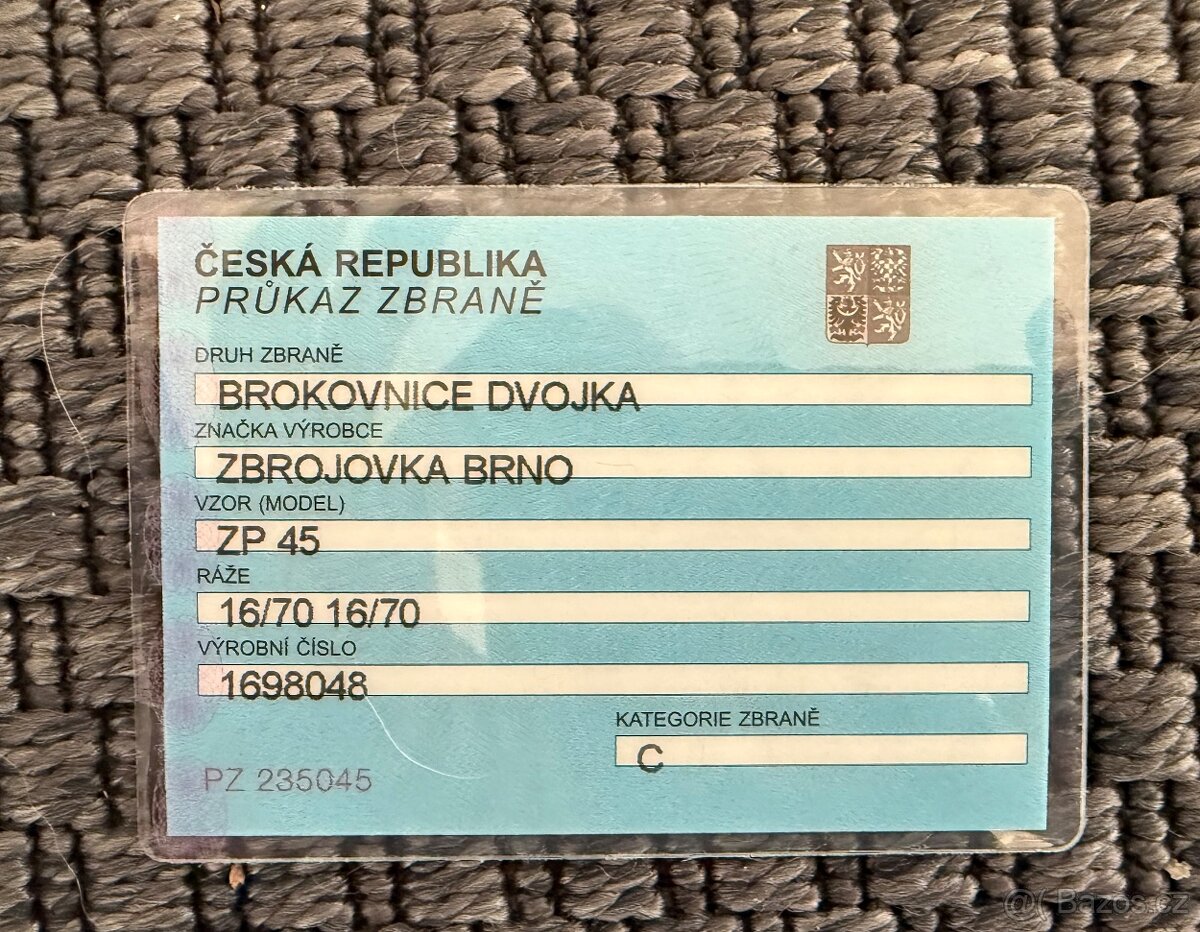 ČESKÁ REPUBLIKA
PRŮKAZ ZBRANĚ
DRUH ZBRANĚ
BROKOVNICE DVOJKA
ZNAČKA VÝROBCE
ZBROJOVKA BRNO
VZOR (MODEL)
ZP 45
RÁŽE
16/70 16/70
VÝROBNÍ ČÍSLO
1698048
KATEGORIE ZBRANĚ
C
PZ 235045
Bazos.cz